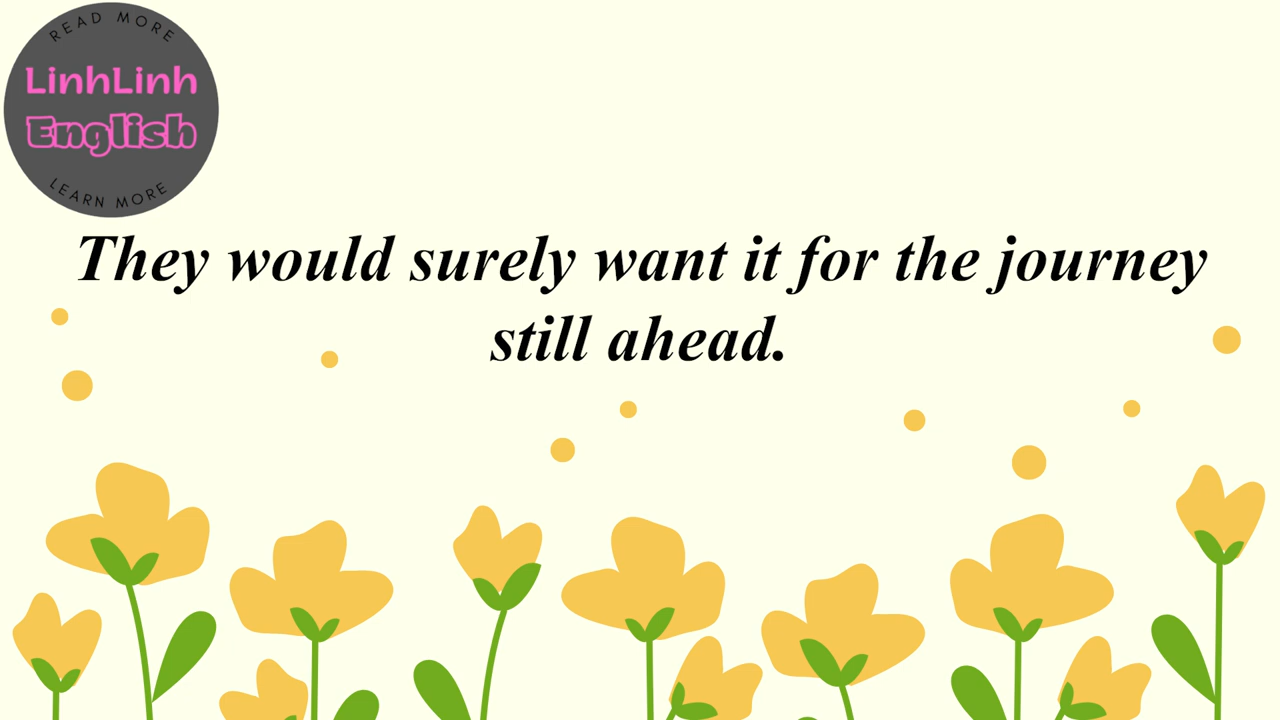 READ MORE
LinhLinh
English
LEARN MORE
They would surely want it for the journey
still ahead.